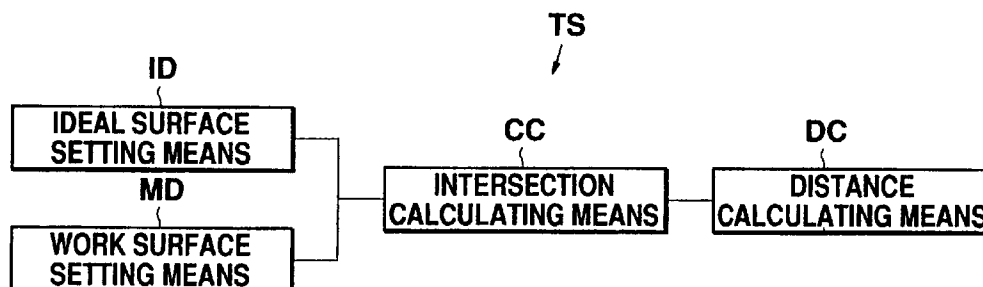 TS
ID
IDEAL SURFACE
SETTING MEANS
MD
WORK SURFACE
SETTING MEANS
CC
INTERSECTION
CALCULATING MEANS
DC
DISTANCE
CALCULATING MEANS